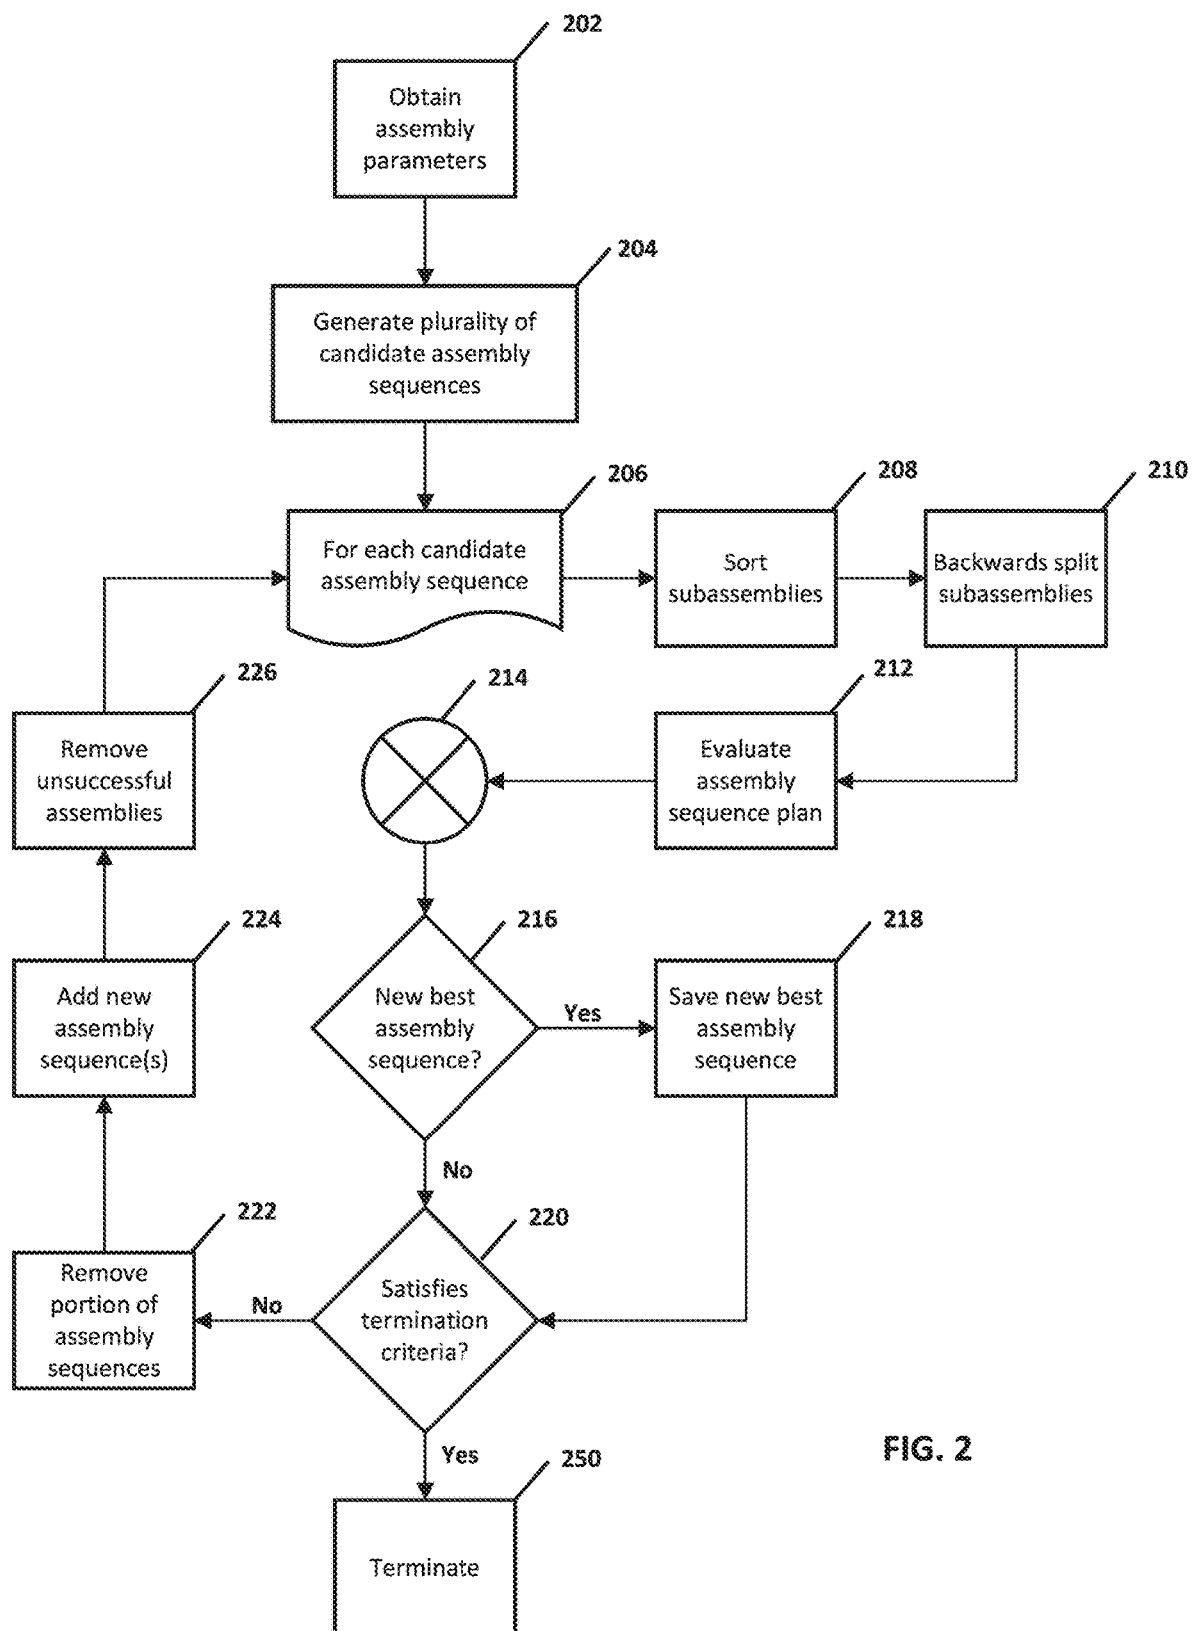 202
Obtain
assembly
parameters
204
Generate plurality of
candidate assembly
sequences
206
For each candidate
assembly sequence
208
Sort
subassemblies
210
Backwards split
subassemblies
212
Evaluate
assembly
sequence plan
214
226
Remove
unsuccessful
assemblies
216
New best
assembly
sequence?
Yes
218
Save new best
assembly
sequence
224
Add new
assembly
sequence(s)
No
220
Satisfies
termination
criteria?
No
222
Remove
portion of
assembly
sequences
Yes
250
Terminate
FIG. 2